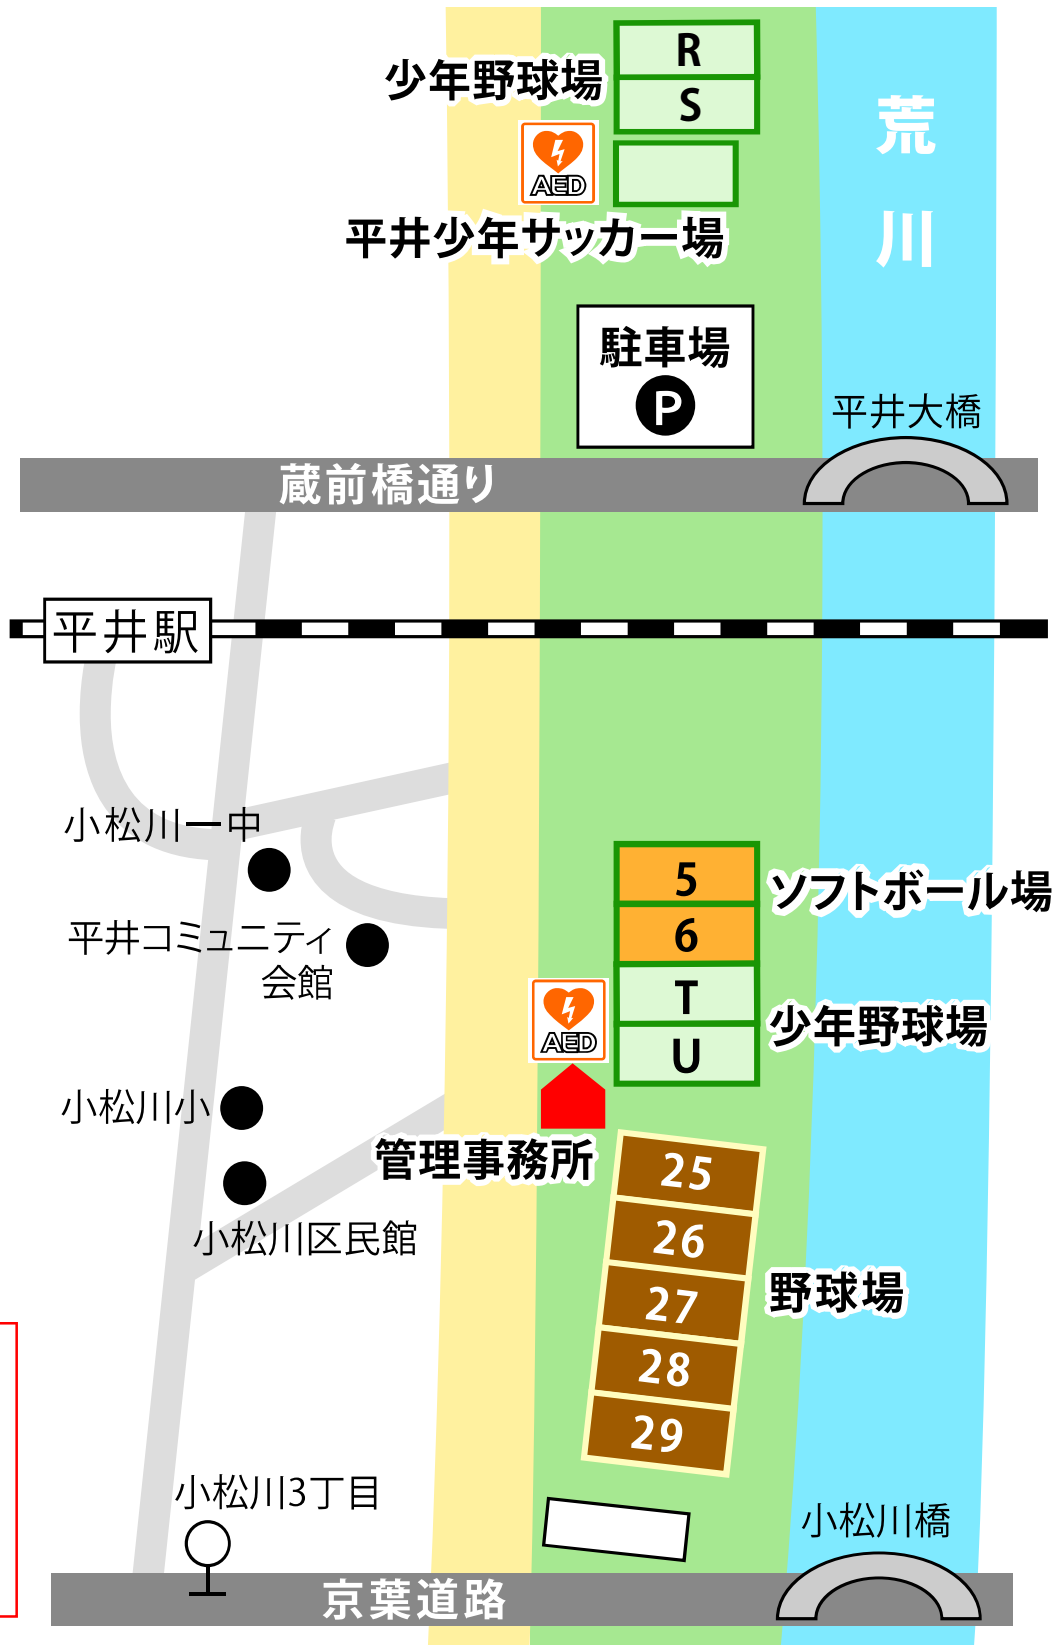 R
少年野球場
S
荒
川
AED
平井少年サッカー場
駐車場
P
平井大橋
蔵前橋通り
平井駅
小松川一中
5
ソフトボール場
6
平井コミュニティ
会館
T
少年野球場
AED
U
小松川小
管理事務所
25
小松川区民館
26
野球場
27
28
29
小松川3丁目
小松川橋
京葉道路